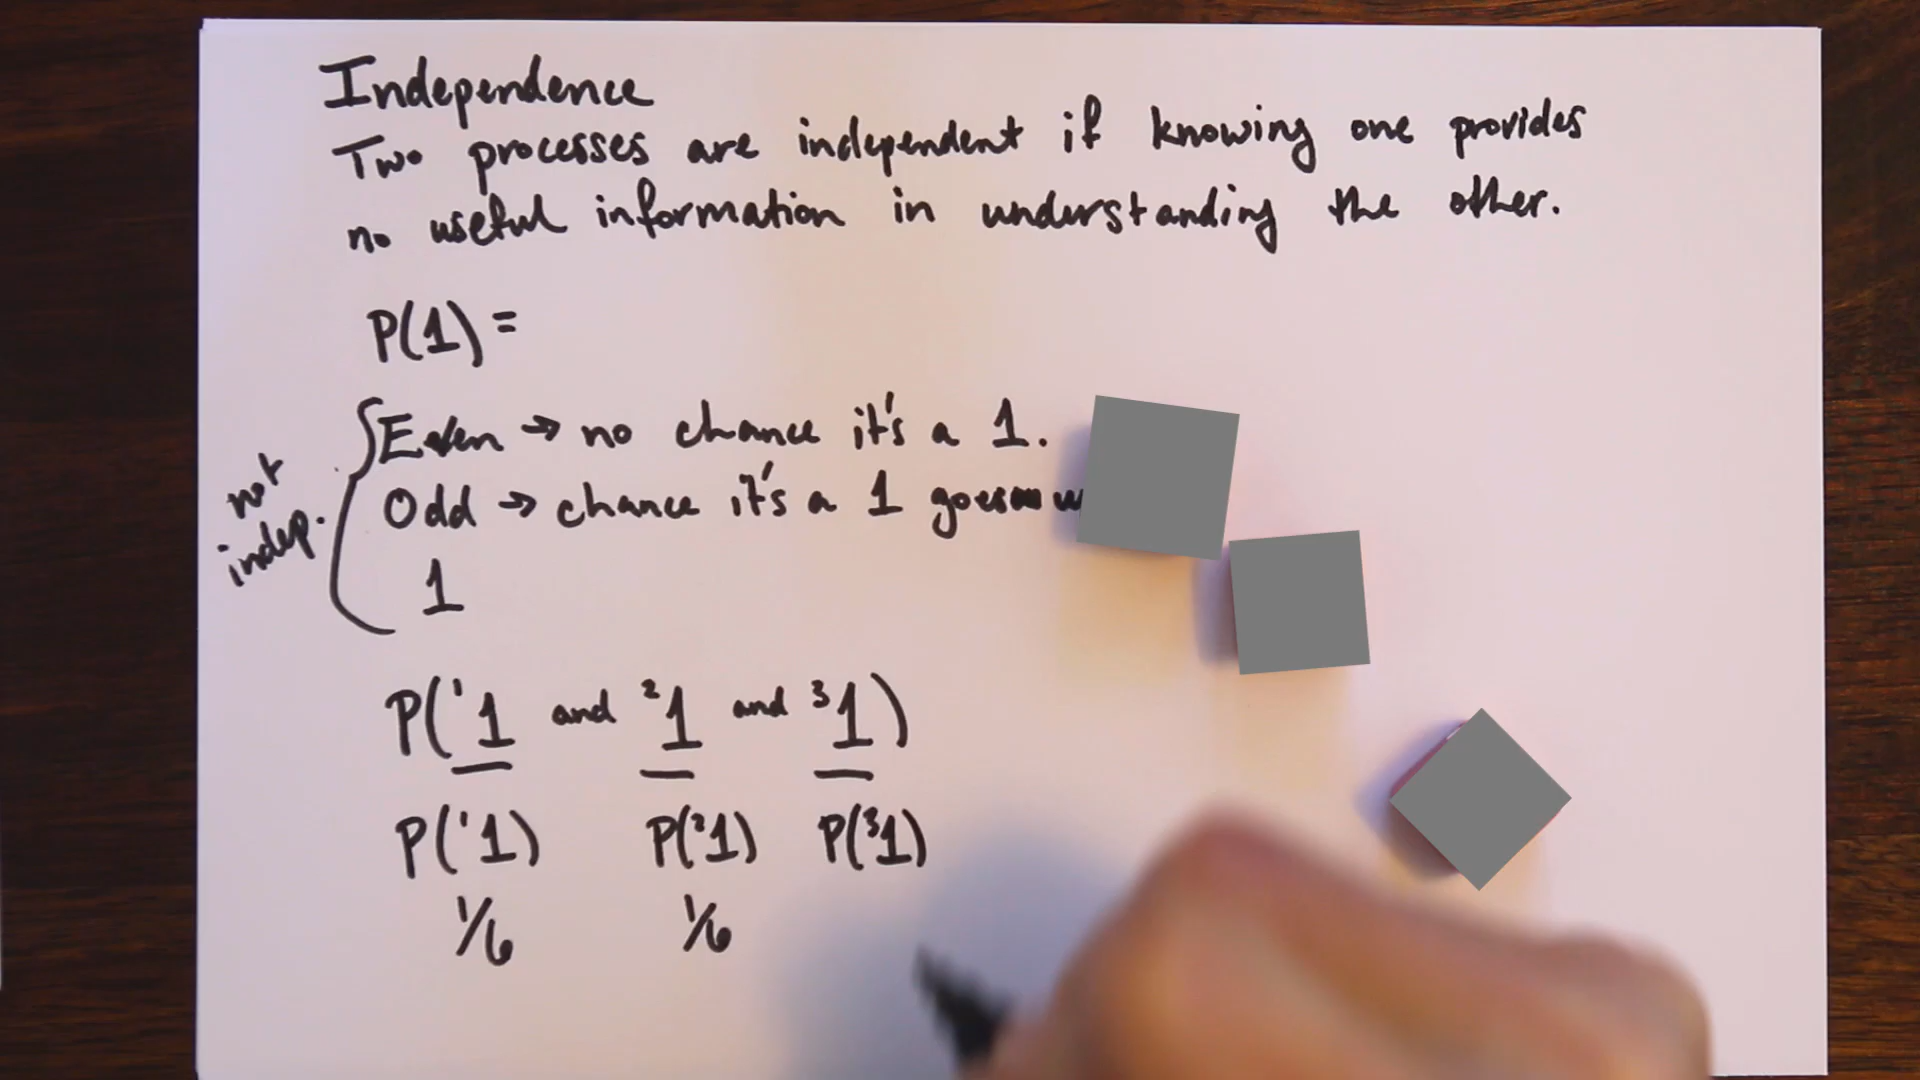 Independence
Two processes are independent if knowing one provides
no useful information in understanding the other.
P(1) =
Even → no chance it's a 1.
Odd → chance it's a 1 goes
1
not
indep.
P(¹1 and ²1 and ³1)
P(¹1) P(²1) P(³1)
1/6 1/6